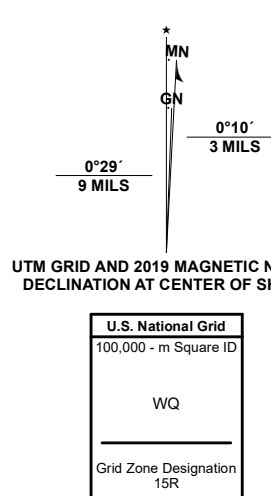 ★
MN
GN
0°29´
9 MILS
0°10´
3 MILS
UTM GRID AND 2019 MAGNETIC N
DECLINATION AT CENTER OF SH
U.S. National Grid
100,000 - m Square ID
WQ
Grid Zone Designation
15R